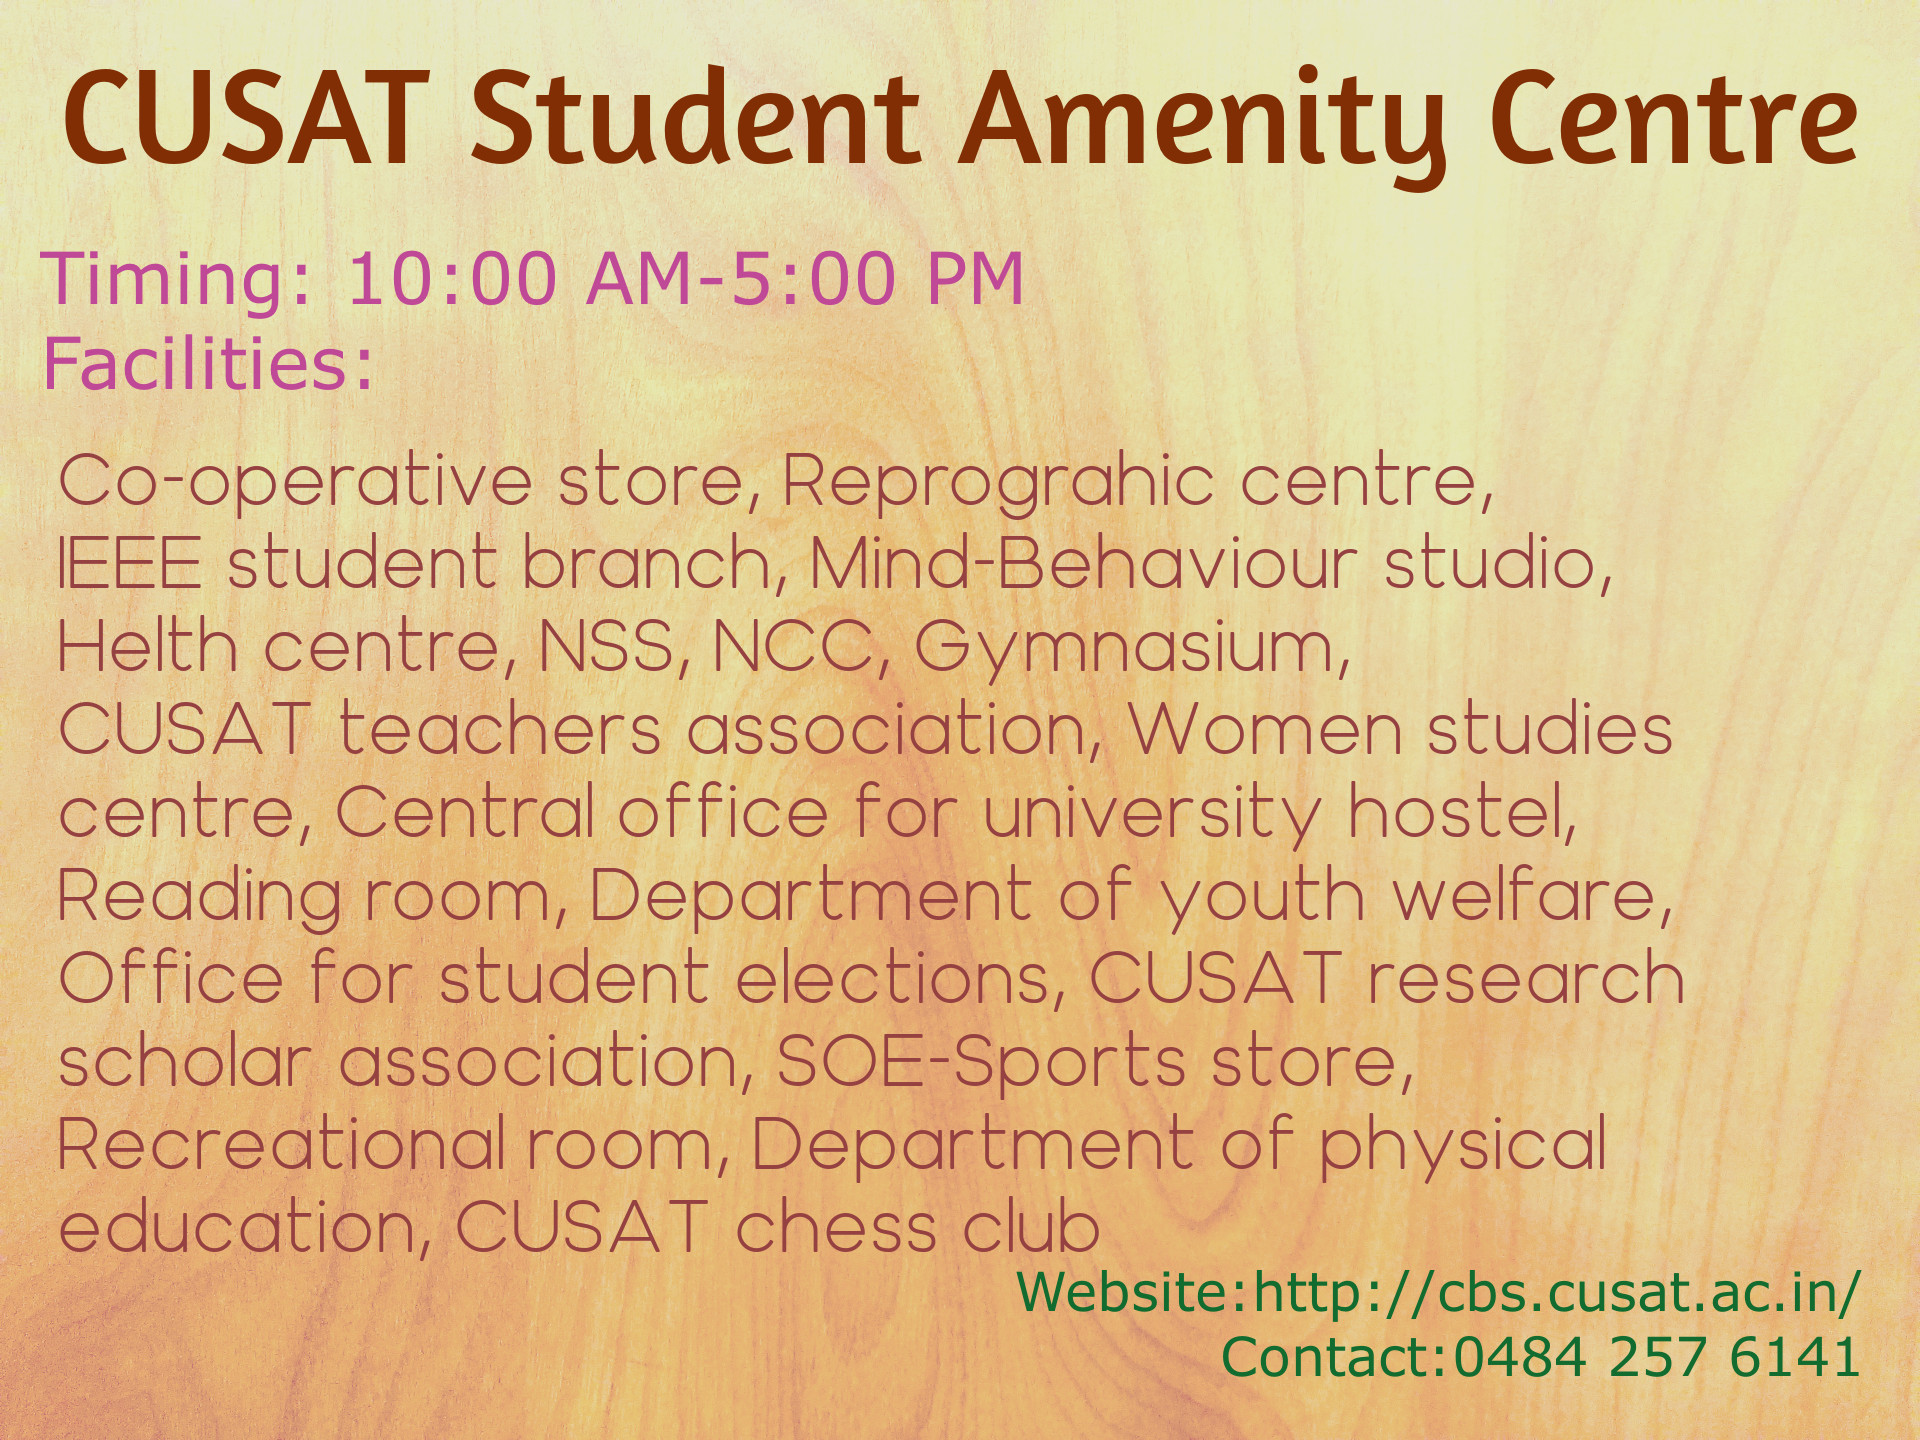 CUSAT Student Amenity Centre
Timing: 10:00 AM-5:00 PM
Facilities:
Co-operative store, Reprograhic centre,
IEEE student branch, Mind-Behaviour studio,
Helth centre, NSS, NCC, Gymnasium,
CUSAT teachers association, Women studies
centre, Central office for university hostel,
Reading room, Department of youth welfare,
Office for student elections, CUSAT research
scholar association, SOE-Sports store,
Recreational room, Department of physical
education, CUSAT chess club
Website:http://cbs.cusat.ac.in/
Contact:0484 257 6141